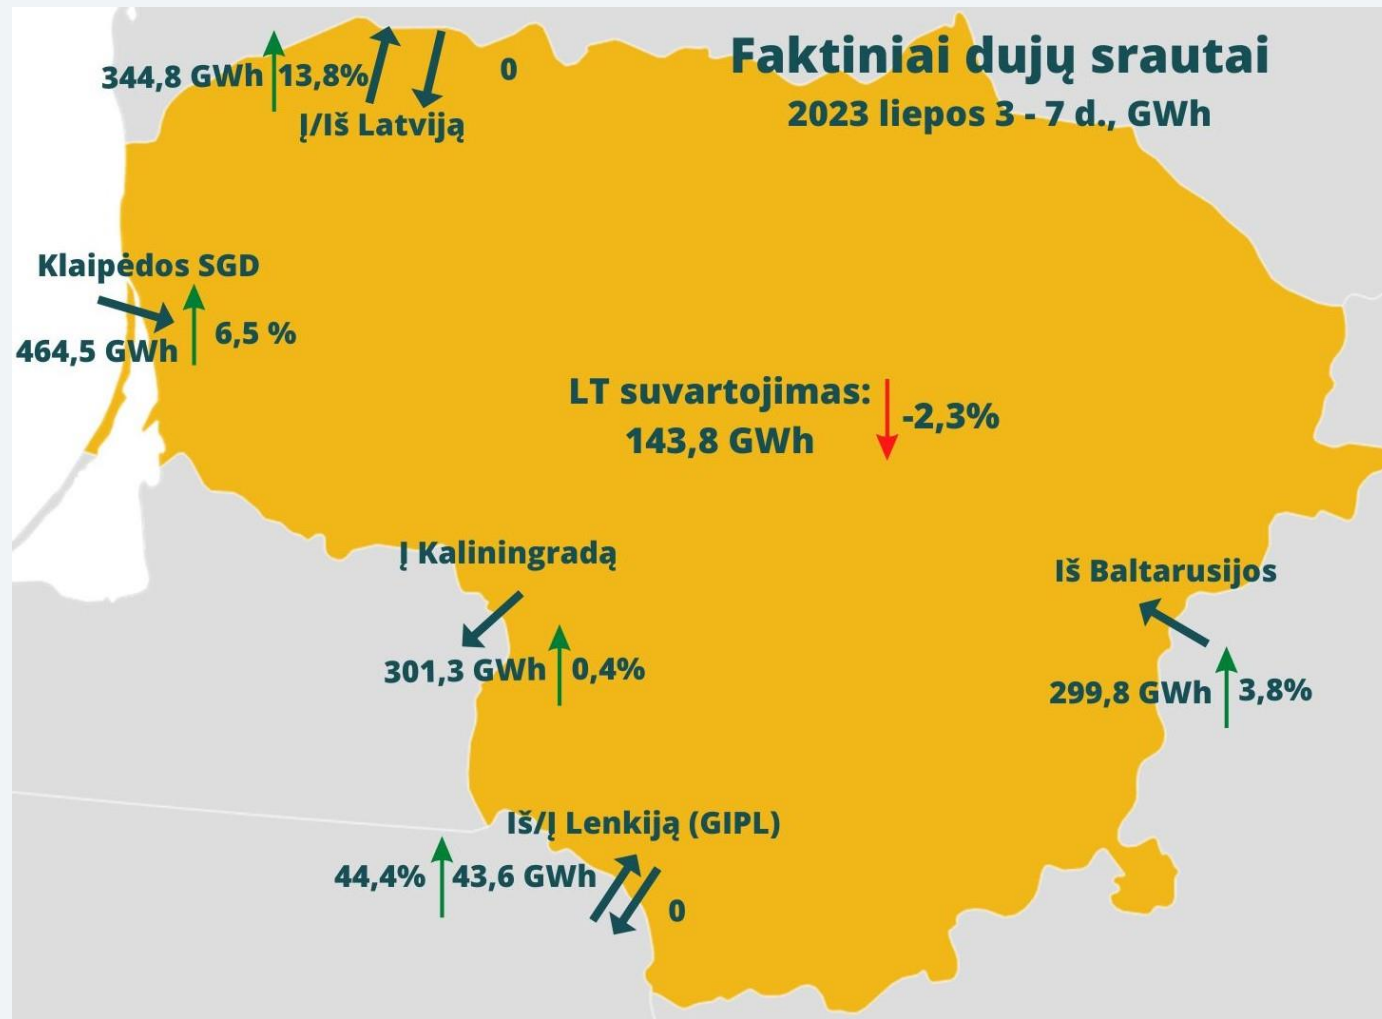 Faktiniai dujų srautai
2023 liepos 3 - 7 d., GWh
344,8 GWh 13,8% 0
Į/Iš Latviją
Klaipėdos SGD
464,5 GWh 6,5 %
LT suvartojimas:
143,8 GWh -2,3%
Į Kaliningradą
301,3 GWh 0,4%
Iš Baltarusijos
299,8 GWh 3,8%
Iš/Į Lenkiją (GIPL)
44,4% 43,6 GWh
0